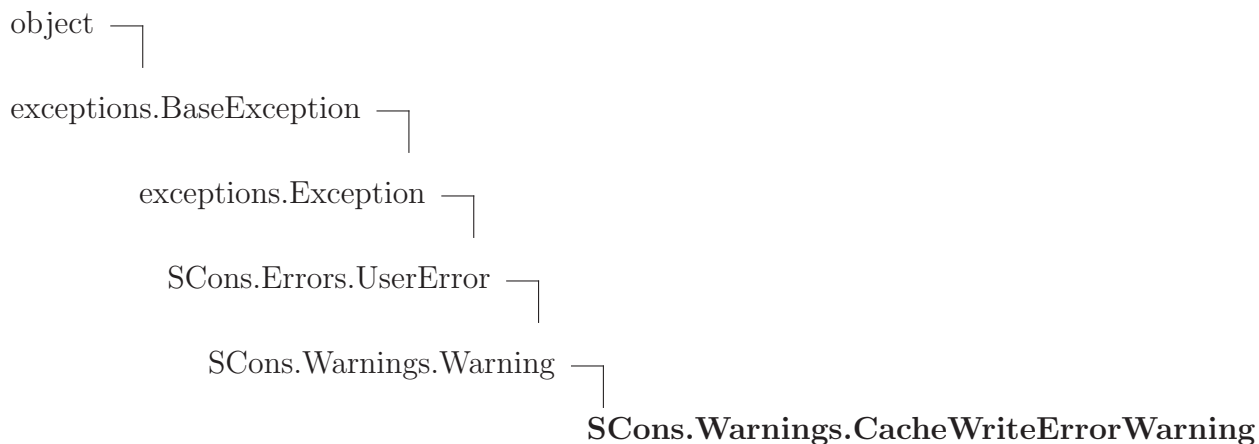 object
exceptions.BaseException
exceptions.Exception
SCons.Errors.UserError
SCons.Warnings.Warning
SCons.Warnings.CacheWriteErrorWarning